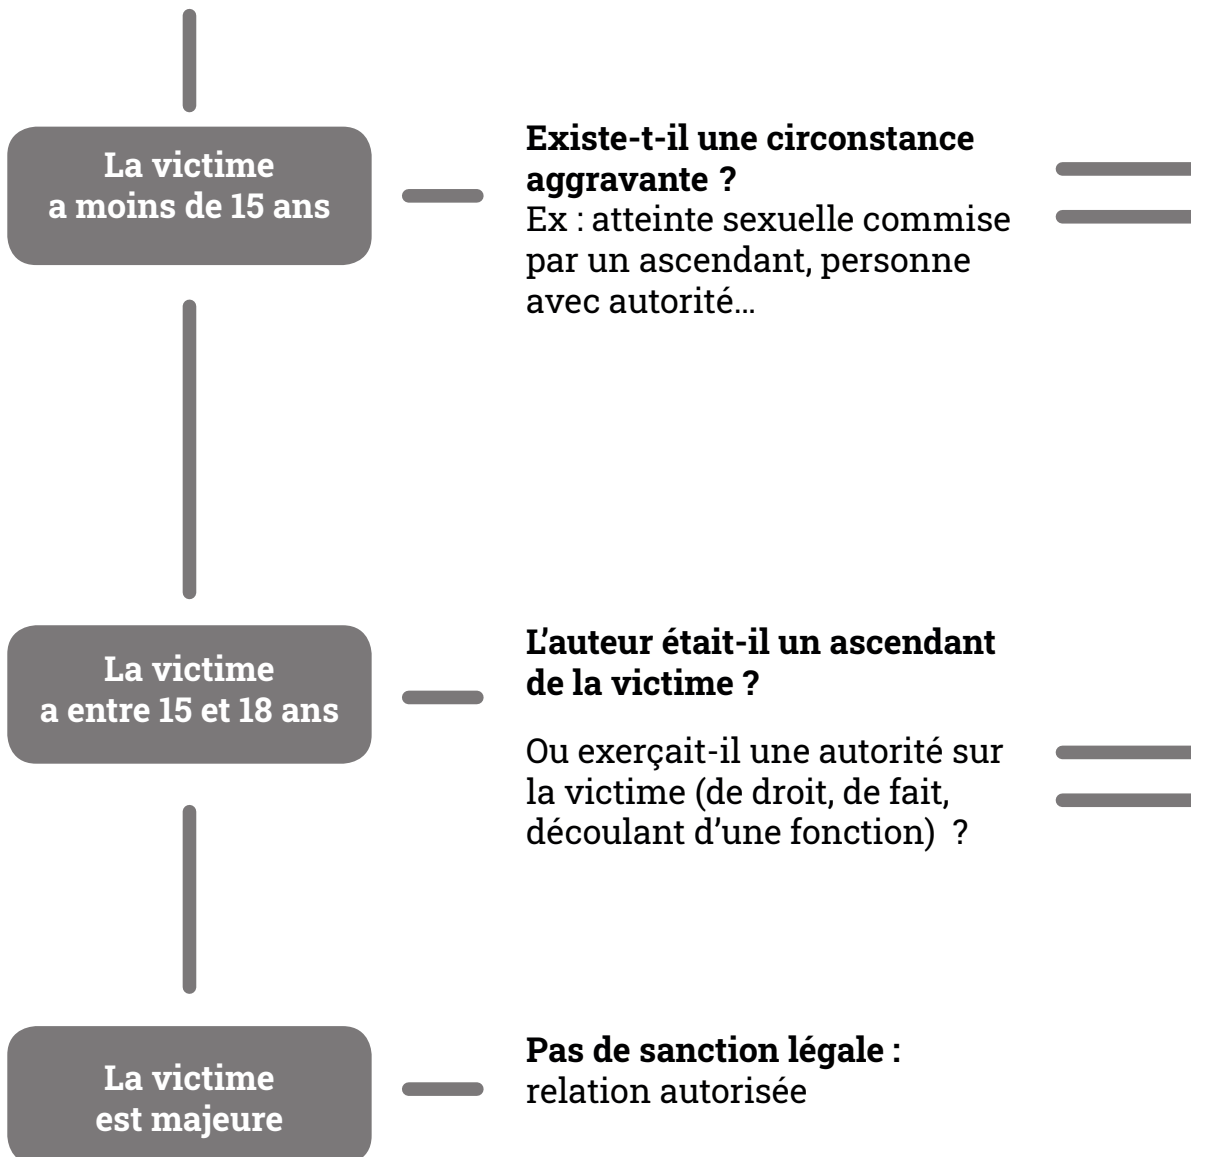 La victime
a moins de 15 ans
Existe-t-il une circonstance
aggravante ?
Ex : atteinte sexuelle commise
par un ascendant, personne
avec autorité…
La victime
a entre 15 et 18 ans
L’auteur était-il un ascendant
de la victime ?
Ou exerçait-il une autorité sur
la victime (de droit, de fait,
découlant d’une fonction)  ?
La victime
est majeure
Pas de sanction légale :
relation autorisée